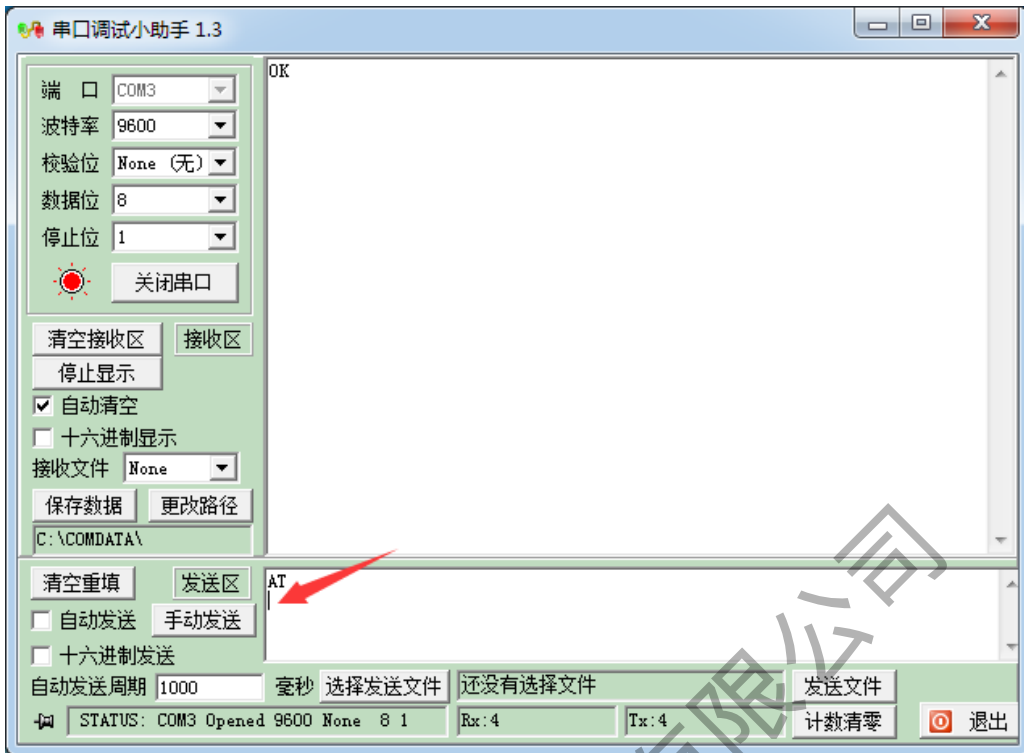 串口调试小助手 1.3
端 口 COM3
波特率 9600
校验位 None (无)
数据位 8
停止位 1
关闭串口
清空接收区 接收区
停止显示
自动清空
十六进制显示
接收文件 None
保存数据 更改路径
C:\COMDATA\
OK
清空重填 发送区
自动发送 手动发送
十六进制发送
AT
自动发送周期 1000 毫秒 选择发送文件 还没有选择文件 发送文件
STATUS: COM3 Opened 9600 None 8 1 Rx:4 Tx:4 计数清零 退出
有限公司